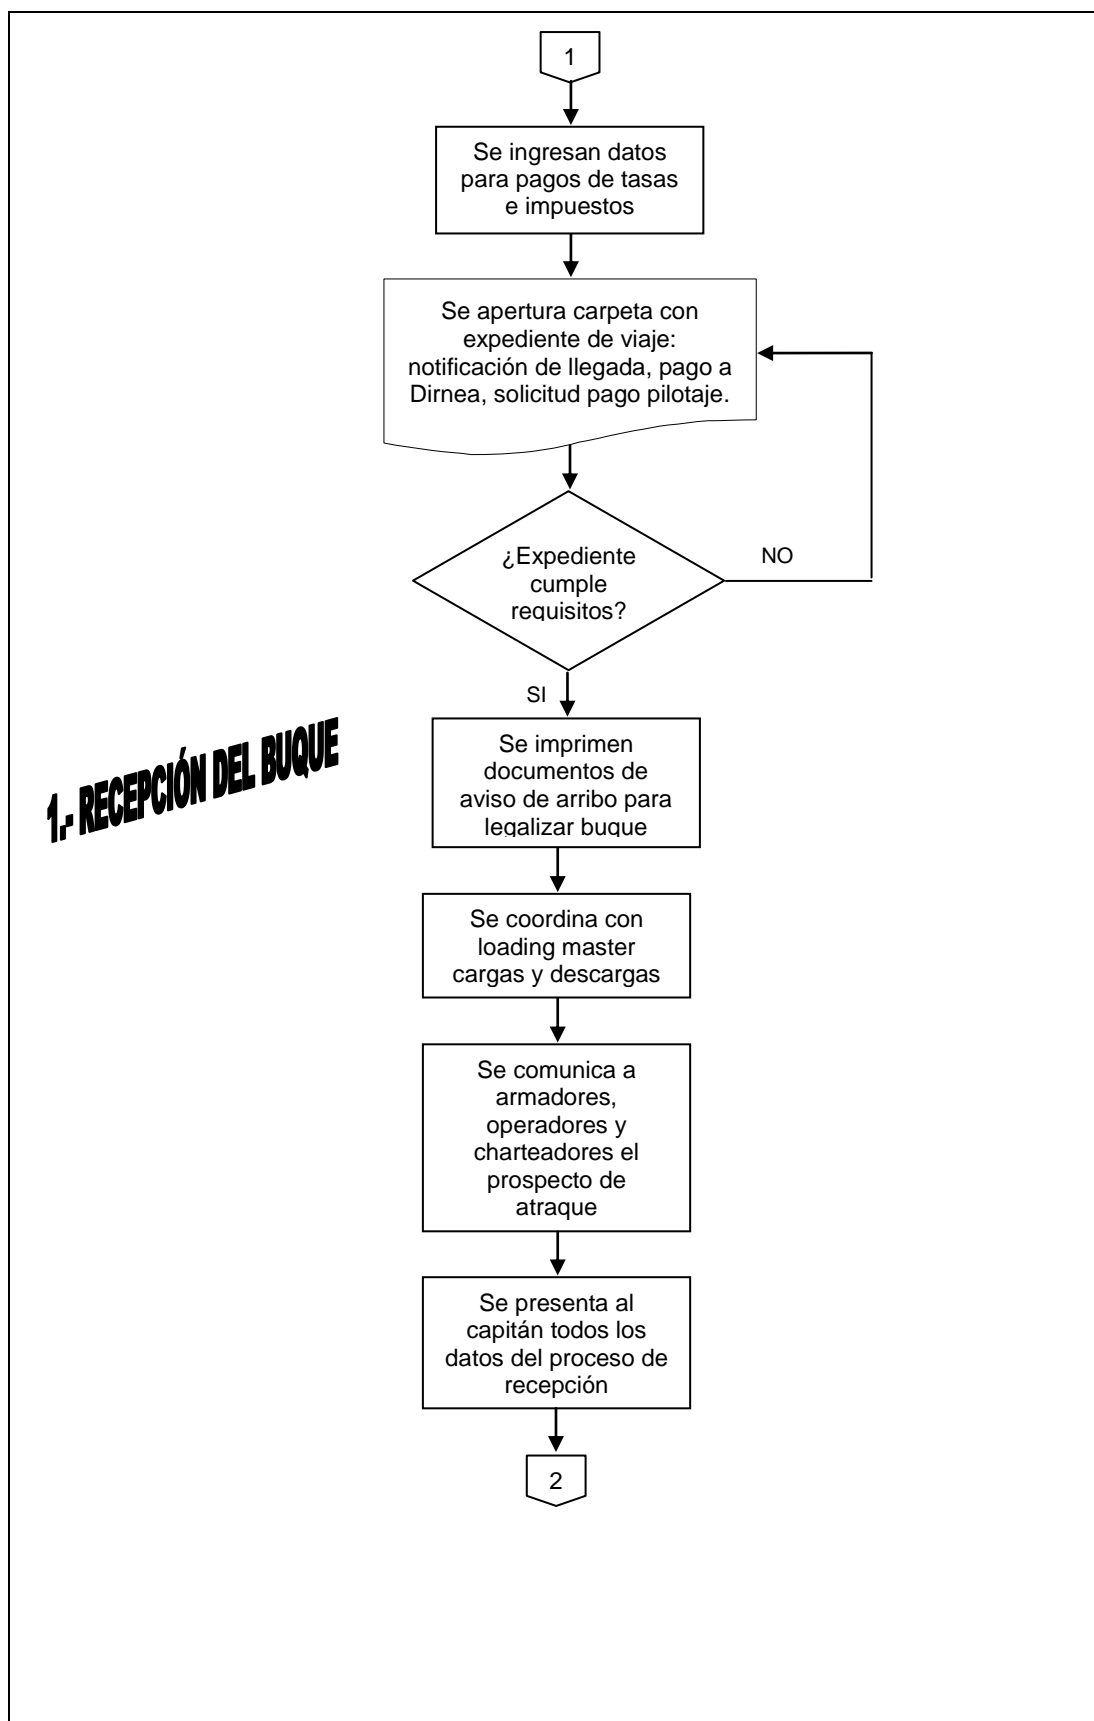 1
Se ingresan datos
para pagos de tasas
e impuestos
Se apertura carpeta con
expediente de viaje:
notificación de llegada, pago a
Dirnea, solicitud pago pilotaje.
¿Expediente
cumple
requisitos?
NO
SI
1.- RECEPCIÓN DEL BUQUE
Se imprimen
documentos de
aviso de arribo para
legalizar buque
Se coordina con
loading master
cargas y descargas
Se comunica a
armadores,
operadores y
charteadores el
prospecto de
atraque
Se presenta al
capitán todos los
datos del proceso de
recepción
2